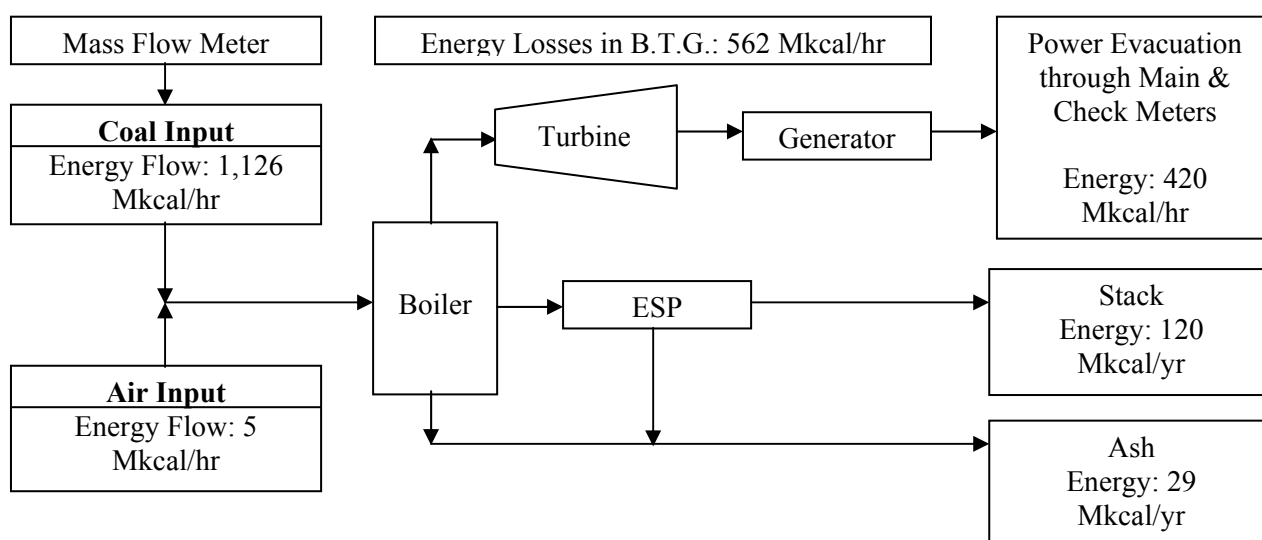 Mass Flow Meter
Energy Losses in B.T.G.: 562 Mkcal/hr
Power Evacuation
through Main &
Check Meters
Energy: 420
Mkcal/hr
Coal Input
Energy Flow: 1,126
Mkcal/hr
Turbine
Generator
Boiler
ESP
Stack
Energy: 120
Mkcal/yr
Air Input
Energy Flow: 5
Mkcal/hr
Ash
Energy: 29
Mkcal/yr